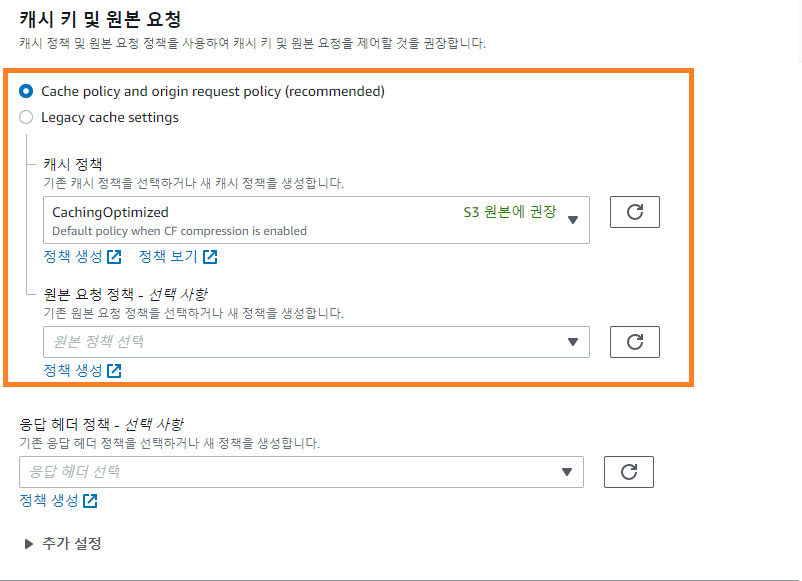 캐시 키 및 원본 요청
캐시 정책 및 원본 요청 정책을 사용하여 캐시 키 및 원본 요청을 제어할 것을 권장합니다.
Cache policy and origin request policy (recommended)
Legacy cache settings
캐시 정책
기존 캐시 정책을 선택하거나 새 캐시 정책을 생성합니다.
CachingOptimized S3 원본에 권장
Default policy when CF compression is enabled
정책 생성 정책 보기
원본 요청 정책 - 선택 사항
기존 원본 요청 정책을 선택하거나 새 정책을 생성합니다.
원본 정책 선택
정책 생성
응답 헤더 정책 - 선택 사항
기존 응답 헤더 정책을 선택하거나 새 정책을 생성합니다.
응답 헤더 선택
정책 생성
추가 설정